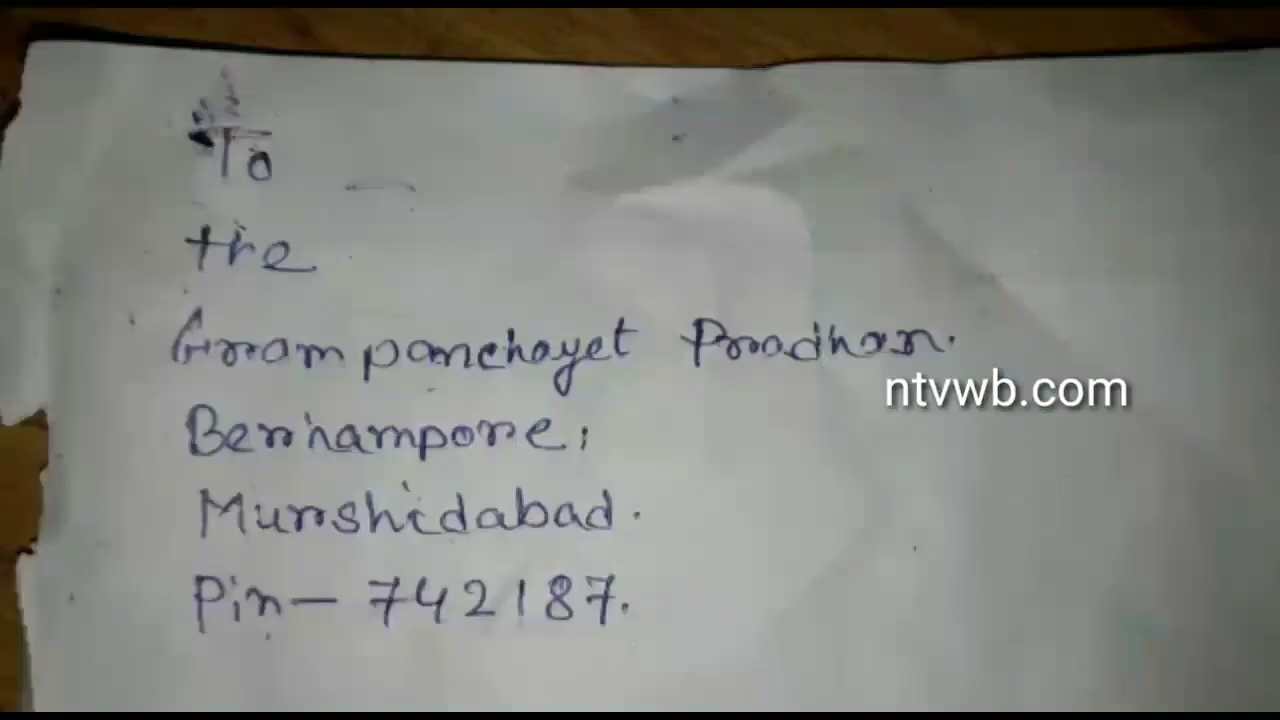 To
the
Grampanchayet Pradhan.
ntvwb.com
Berhampore,
Murshidabad.
Pin - 742187.